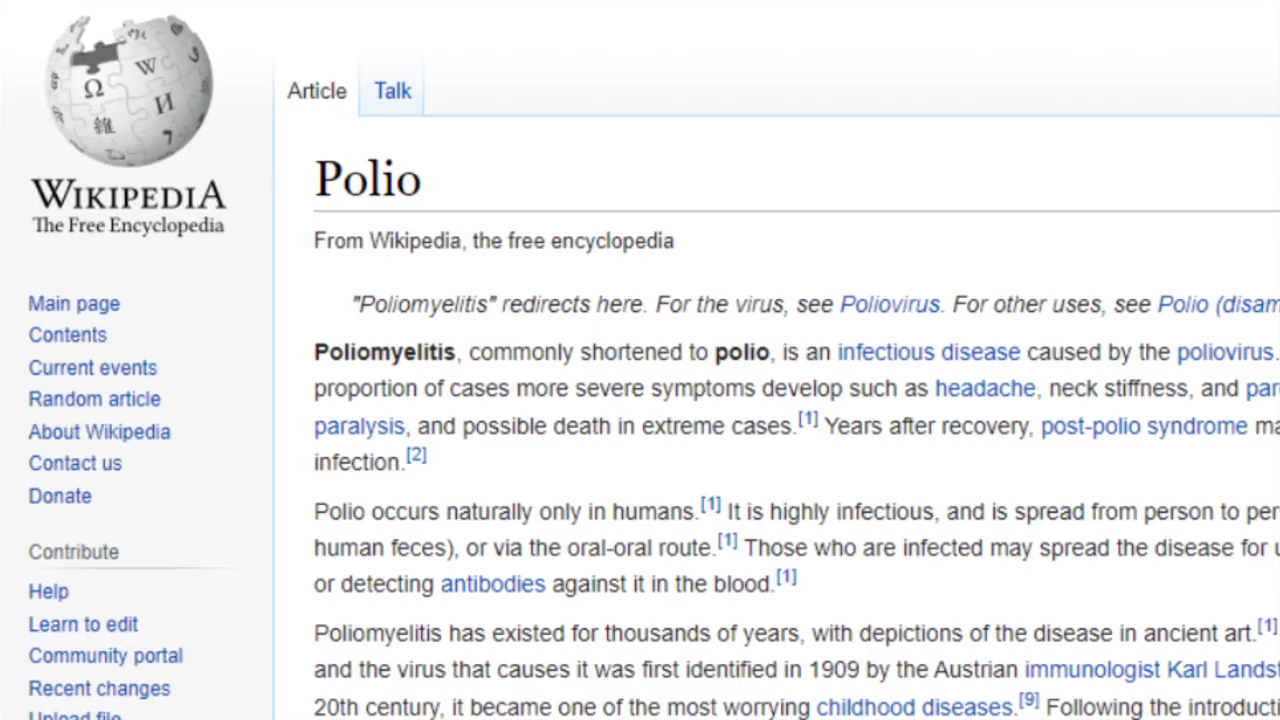 Ω W И 維 7
WIKIPEDIA
The Free Encyclopedia
Main page
Contents
Current events
Random article
About Wikipedia
Contact us
Donate
Contribute
Help
Learn to edit
Community portal
Recent changes
Upload file
Article Talk
Polio
From Wikipedia, the free encyclopedia
"Poliomyelitis" redirects here. For the virus, see Poliovirus. For other uses, see Polio (disam
Poliomyelitis, commonly shortened to polio, is an infectious disease caused by the poliovirus.
proportion of cases more severe symptoms develop such as headache, neck stiffness, and par
paralysis, and possible death in extreme cases.[1] Years after recovery, post-polio syndrome ma
infection.[2]
Polio occurs naturally only in humans.[1] It is highly infectious, and is spread from person to per
human feces), or via the oral-oral route.[1] Those who are infected may spread the disease for u
or detecting antibodies against it in the blood.[1]
Poliomyelitis has existed for thousands of years, with depictions of the disease in ancient art.[1]
and the virus that causes it was first identified in 1909 by the Austrian immunologist Karl Landst
20th century, it became one of the most worrying childhood diseases.[9] Following the introducti